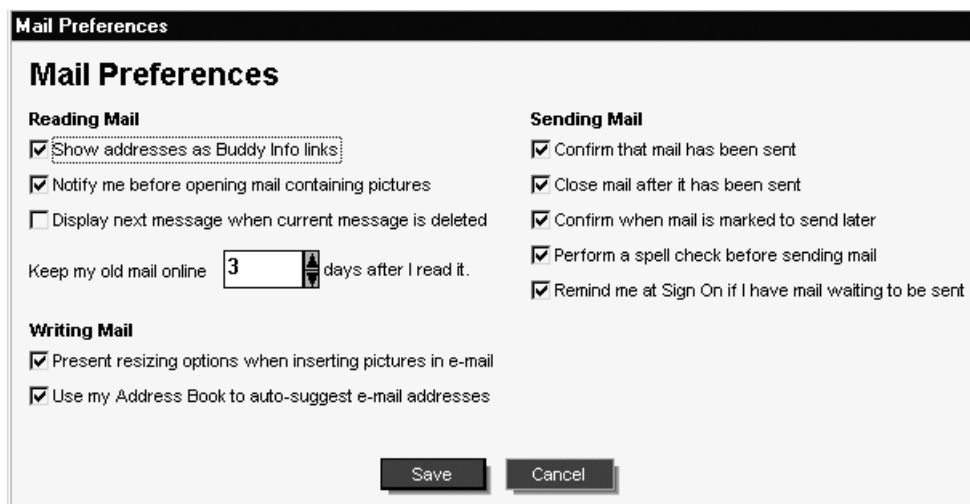 Mail Preferences
Mail Preferences
Reading Mail
Show addresses as Buddy Info links
Notify me before opening mail containing pictures
Display next message when current message is deleted
Keep my old mail online 3 days after I read it.
Writing Mail
Present resizing options when inserting pictures in e-mail
Use my Address Book to auto-suggest e-mail addresses
Sending Mail
Confirm that mail has been sent
Close mail after it has been sent
Confirm when mail is marked to send later
Perform a spell check before sending mail
Remind me at Sign On if I have mail waiting to be sent
Save
Cancel